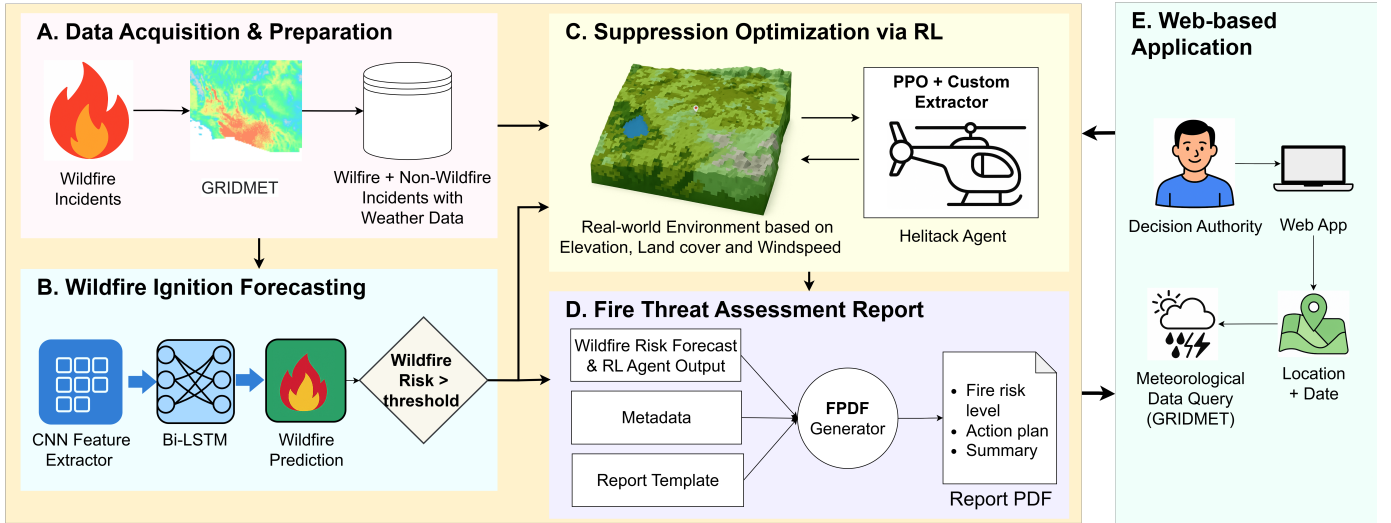 A. Data Acquisition & Preparation
Wildfire
Incidents
GRIDMET
Wilfire + Non-Wildfire
Incidents with
Weather Data
B. Wildfire Ignition Forecasting
CNN Feature
Extractor
Bi-LSTM
Wildfire
Prediction
Wildfire
Risk >
threshold
C. Suppression Optimization via RL
Real-world Environment based on
Elevation, Land cover and Windspeed
PPO + Custom
Extractor
Helitack Agent
D. Fire Threat Assessment Report
Wildfire Risk Forecast
& RL Agent Output
Metadata
Report Template
FPDF
Generator
• Fire risk
level
• Action plan
• Summary
Report PDF
E. Web-based
Application
Decision Authority
Web App
Meteorological
Data Query
(GRIDMET)
Location
+ Date